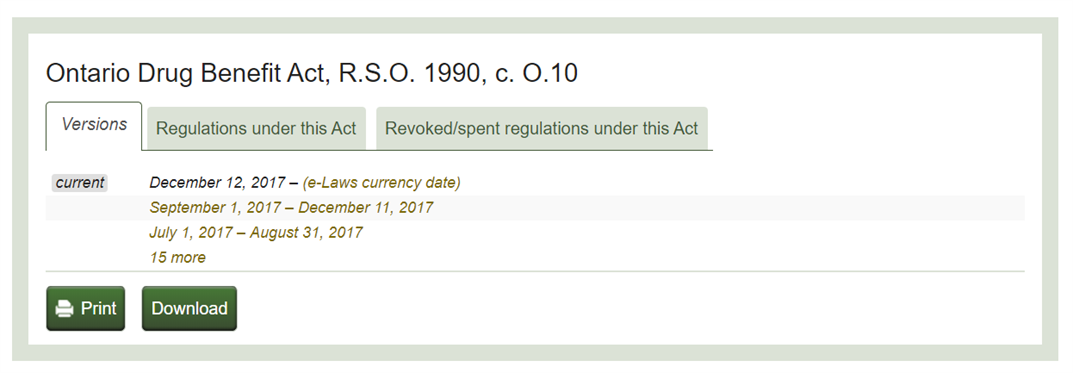 Ontario Drug Benefit Act, R.S.O. 1990, c. O.10
Versions Regulations under this Act Revoked/spent regulations under this Act
current December 12, 2017 – (e-Laws currency date)
September 1, 2017 – December 11, 2017
July 1, 2017 – August 31, 2017
15 more
Print Download